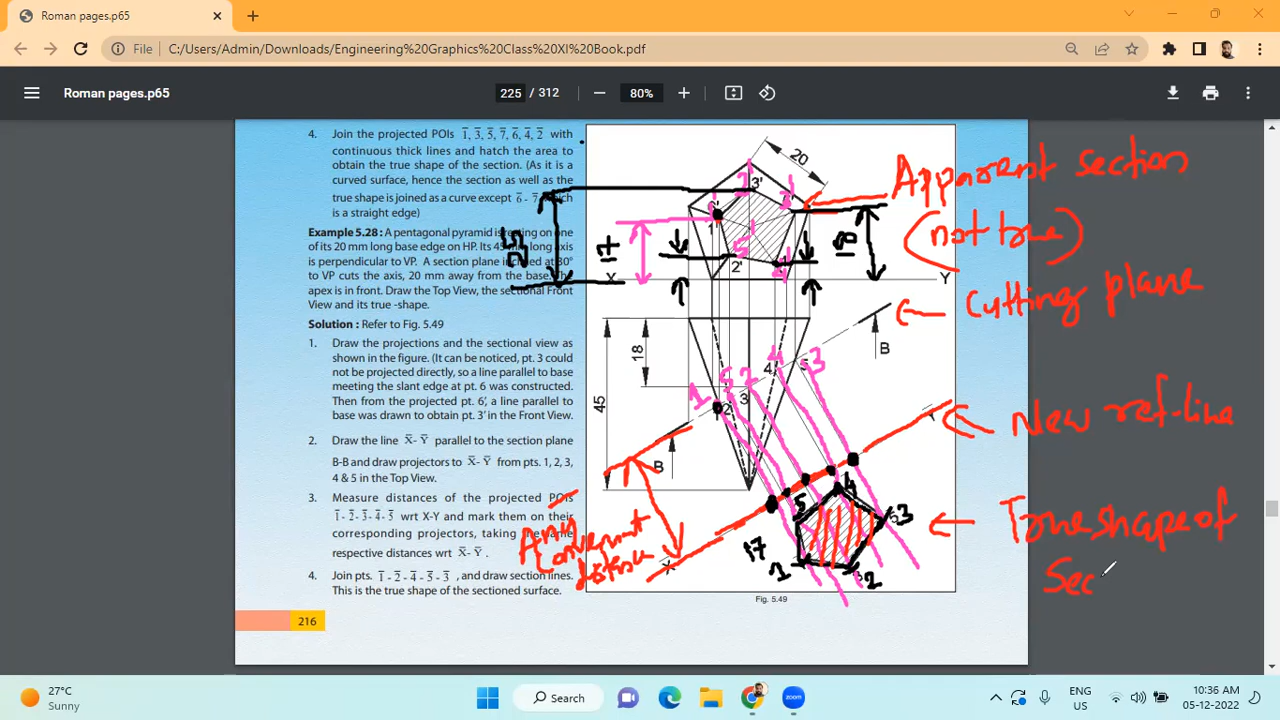 Roman pages.p65
File
C:/Users/Admin/Downloads/Engineering%20Graphics%20Class%20XI%20Book.pdf
Roman pages.p65
225 / 312
80%
4. Join the projected POIs 1, 3, 5, 7, 6, 4, 2 with
continuous thick lines and hatch the area to
obtain the true shape of the section. (As it is a
curved surface, hence the section as well as the
true shape is joined as a curve except 6 - 7 which
is a straight edge)
Example 5.28: A pentagonal pyramid is resting on one
of its 20 mm long base edge on HP. Its 45 mm long axis
is perpendicular to VP. A section plane inclined at 30°
to VP cuts the axis, 20 mm away from the base. The
apex is in front. Draw the Top View, the sectional Front
View and its true -shape.
Solution : Refer to Fig. 5.49
1. Draw the projections and the sectional view as
shown in the figure. (It can be noticed, pt. 3 could
not be projected directly, so a line parallel to base
meeting the slant edge at pt. 6 was constructed.
Then from the projected pt. 6', a line parallel to
base was drawn to obtain pt. 3' in the Front View.
2. Draw the line X- Y parallel to the section plane
B-B and draw projectors to X- Y from pts. 1, 2, 3,
4 & 5 in the Top View.
3. Measure distances of the projected POIs
1 - 2 - 3 - 4 - 5 wrt X-Y and mark them on their
corresponding projectors, taking the same
respective distances wrt X- Y.
4. Join pts. 1 - 2 - 4 - 5 - 3 , and draw section lines.
This is the true shape of the sectioned surface.
216
20
3'
2'
X
Y
18
45
B
B
Fig. 5.49
Apparent section
(not true)
Cutting plane
New ref-line
True shape of
Sec
Any
Convenient
distance
1 5 2 4 3
27°C
Sunny
Search
ENG
US
10:36 AM
05-12-2022